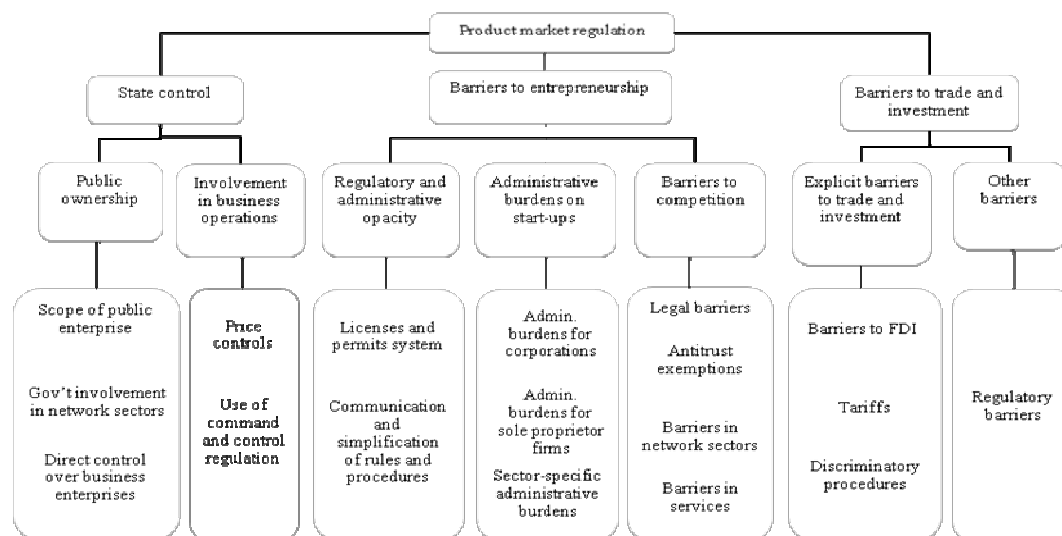 Product market regulation
State control
Barriers to entrepreneurship
Barriers to trade and
investment
Public
ownership
Involvement
in business
operations
Regulatory and
administrative
opacity
Administrative
burdens on
start-ups
Barriers to
competition
Explicit barriers
to trade and
investment
Other
barriers
Scope of public
enterprise
Gov't involvement
in network sectors
Direct control
over business
enterprises
Price
controls
Use of
command
and control
regulation
Licenses and
permits system
Communication
and
simplification
of rules and
procedures
Admin.
burdens for
corporations
Admin.
burdens for
sole proprietor
firms
Sector-specific
administrative
burdens
Legal barriers
Antitrust
exemptions
Barriers in
network sectors
Barriers in
services
Barriers to FDI
Tariffs
Discriminatory
procedures
Regulatory
barriers